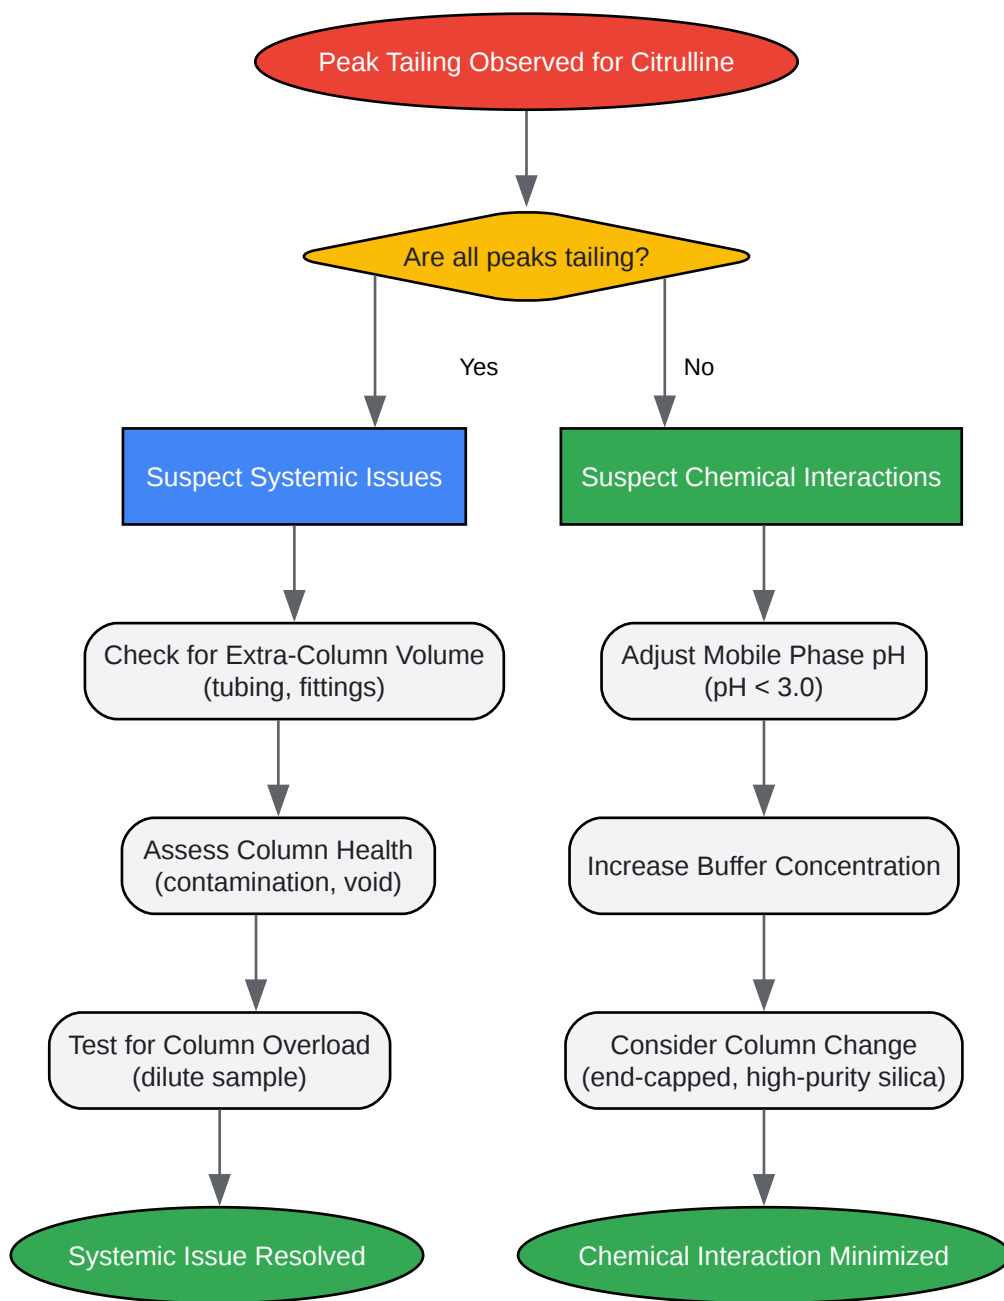 Peak Tailing Observed for Citrulline
Are all peaks tailing?
Yes
No
Suspect Systemic Issues
Suspect Chemical Interactions
Check for Extra-Column Volume
(tubing, fittings)
Adjust Mobile Phase pH
(pH < 3.0)
Assess Column Health
(contamination, void)
Increase Buffer Concentration
Test for Column Overload
(dilute sample)
Consider Column Change
(end-capped, high-purity silica)
Systemic Issue Resolved
Chemical Interaction Minimized